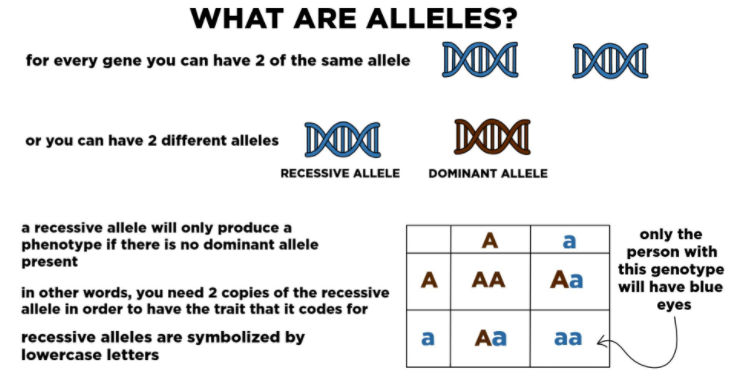 WHAT ARE ALLELES?
for every gene you can have 2 of the same allele
or you can have 2 different alleles
RECESSIVE ALLELE
DOMINANT ALLELE
a recessive allele will only produce a
phenotype if there is no dominant allele
present
in other words, you need 2 copies of the recessive
allele in order to have the trait that it codes for
recessive alleles are symbolized by
lowercase letters
A a
A AA Aa
a Aa aa
only the
person with
this genotype
will have blue
eyes